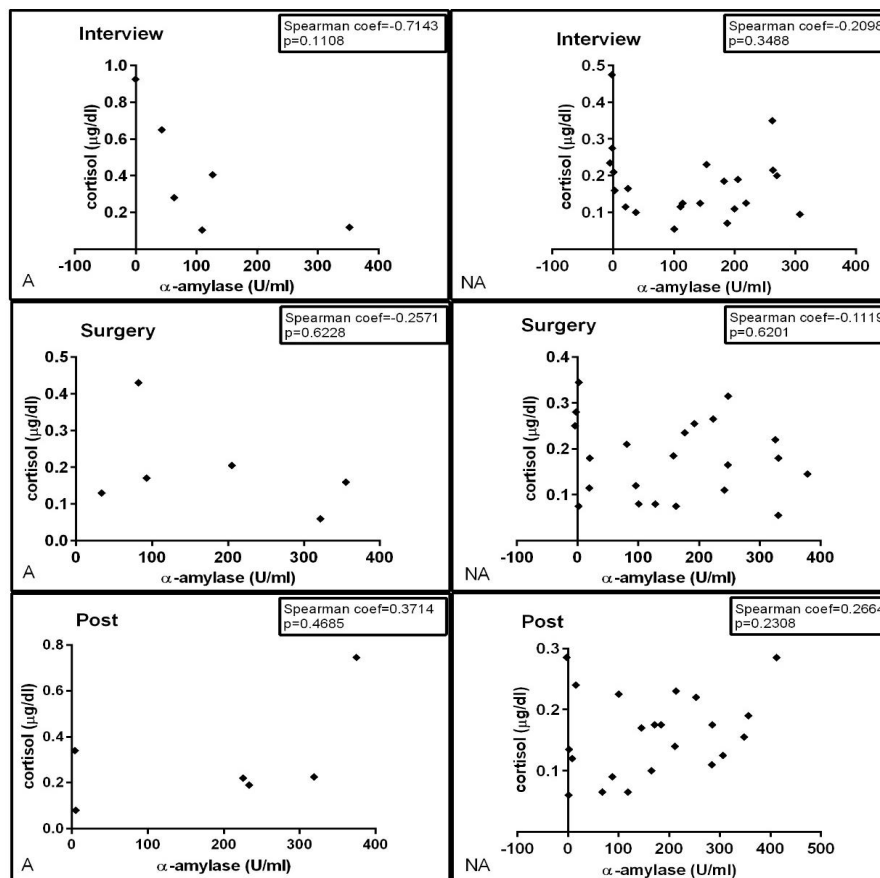 Spearman coef=-0.7143
p=0.1108
Interview
1.0
0.8
0.6
0.4
0.2
cortisol (μg/dl)
-100 0 100 200 300 400
α-amylase (U/ml)
A
Spearman coef=-0.2098
p=0.3488
Interview
0.5
0.4
0.3
0.2
0.1
cortisol (μg/dl)
-100 0 100 200 300 400
α-amylase (U/ml)
NA
Spearman coef=-0.2571
p=0.6228
Surgery
0.5
0.4
0.3
0.2
0.1
0.0
cortisol (μg/dl)
0 100 200 300 400
α-amylase (U/ml)
A
Spearman coef=-0.1119
p=0.6201
Surgery
0.4
0.3
0.2
0.1
cortisol (μg/dl)
-100 0 100 200 300 400
α-amylase (U/ml)
NA
Spearman coef=0.3714
p=0.4685
Post
0.8
0.6
0.4
0.2
0.0
cortisol (μg/dl)
0 100 200 300 400
α-amylase (U/ml)
A
Spearman coef=0.2664
p=0.2308
Post
0.3
0.2
0.1
cortisol (μg/dl)
-100 0 100 200 300 400 500
α-amylase (U/ml)
NA